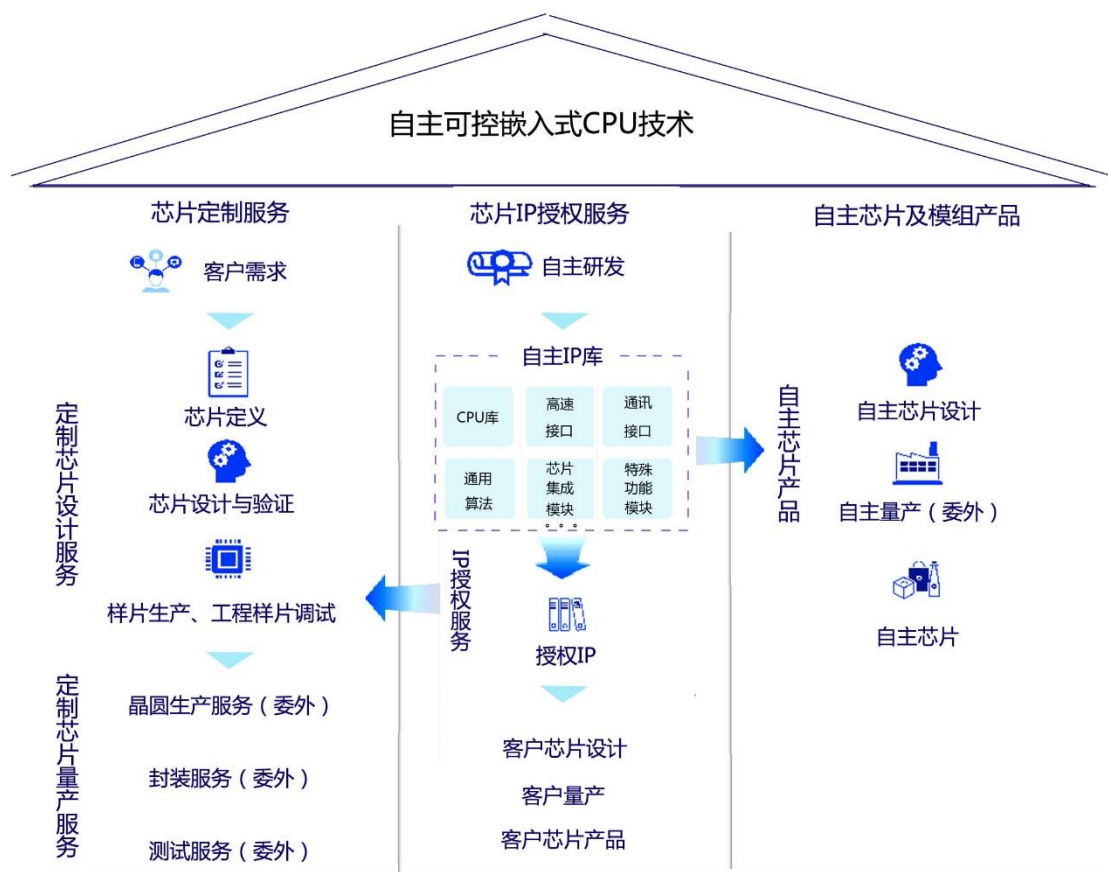 自主可控嵌入式CPU技术
芯片定制服务
客户需求
定制芯片设计服务
芯片定义
芯片设计与验证
样片生产、工程样片调试
定制芯片量产服务
晶圆生产服务（委外）
封装服务（委外）
测试服务（委外）
芯片IP授权服务
自主研发
自主IP库
CPU库
高速
接口
通讯
接口
通用
算法
芯片
集成
模块
特殊
功能
模块
。。。
IP授权服务
授权IP
客户芯片设计
客户量产
客户芯片产品
自主芯片及模组产品
自主芯片产品
自主芯片设计
自主量产（委外）
自主芯片